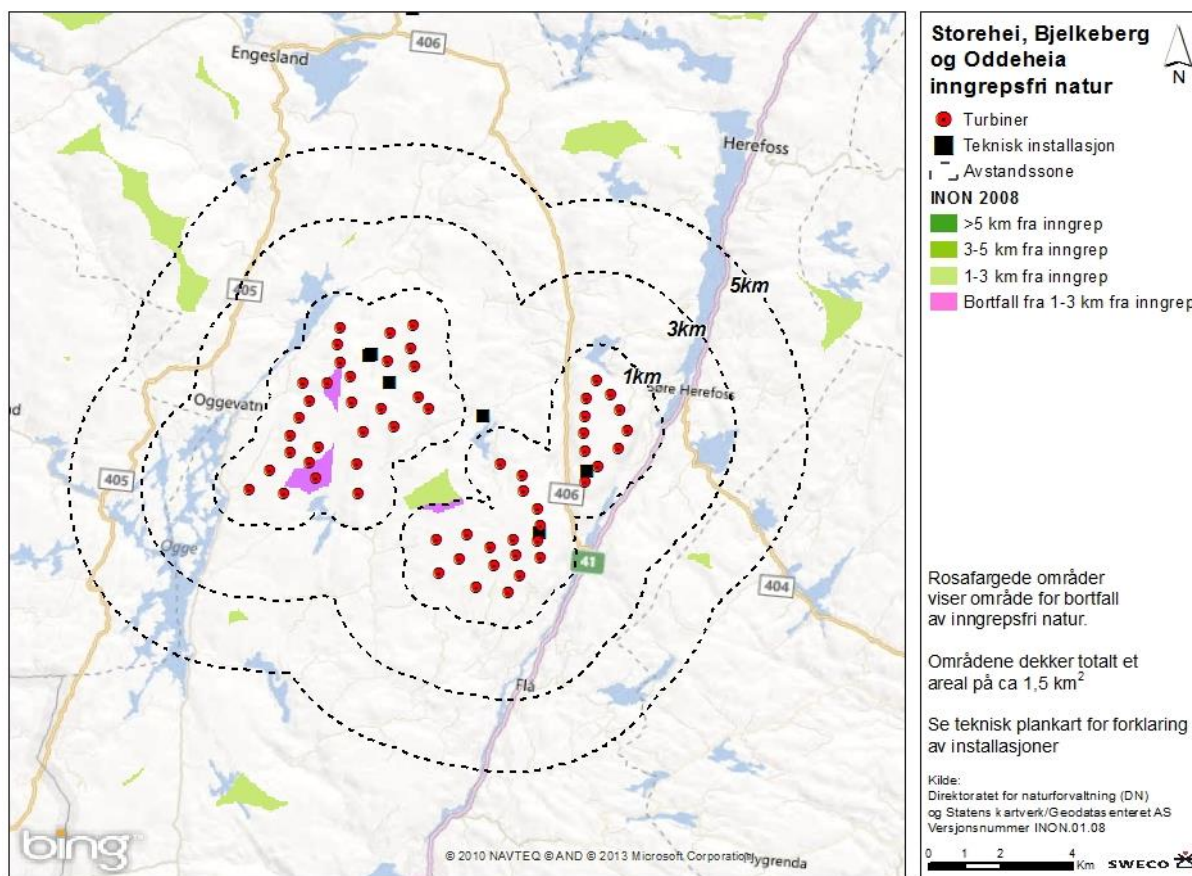 406
Engesland
Herefoss
405
5km
3km
1km
Søre Herefoss
Oggevatn
405
406
Ogge
41
404
Fla
bing
© 2010 NAVTEQ © AND © 2013 Microsoft Corporation
Storehei, Bjelkeberg
og Oddeheia
inngrepsfri natur
N
Turbiner
Teknisk installasjon
Avstandssone
INON 2008
>5 km fra inngrep
3-5 km fra inngrep
1-3 km fra inngrep
Bortfall fra 1-3 km fra inngrep
Rosafargede områder
viser område for bortfall
av inngrepsfri natur.
Områdene dekker totalt et
areal på ca 1,5 km²
Se teknisk plankart for forklaring
av installasjoner
Kilde:
Direktoratet for naturforvaltning (DN)
og Statens kartverk/Geodatasenteret AS
Versjonsnummer INON.01.08
0 1 2 4
Km SWECO